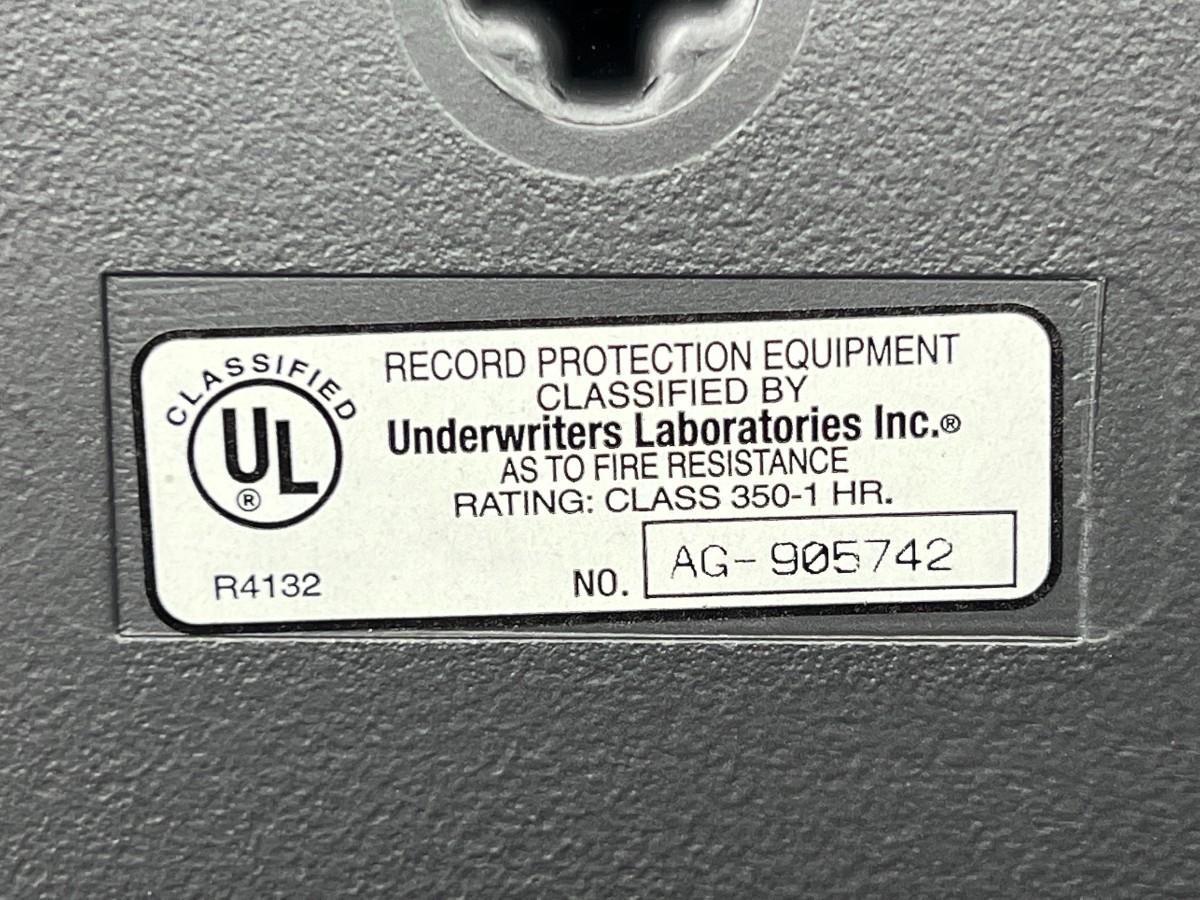 CLASSIFIED
UL
®
R4132
RECORD PROTECTION EQUIPMENT
CLASSIFIED BY
Underwriters Laboratories Inc.®
AS TO FIRE RESISTANCE
RATING: CLASS 350-1 HR.
NO. AG-905742